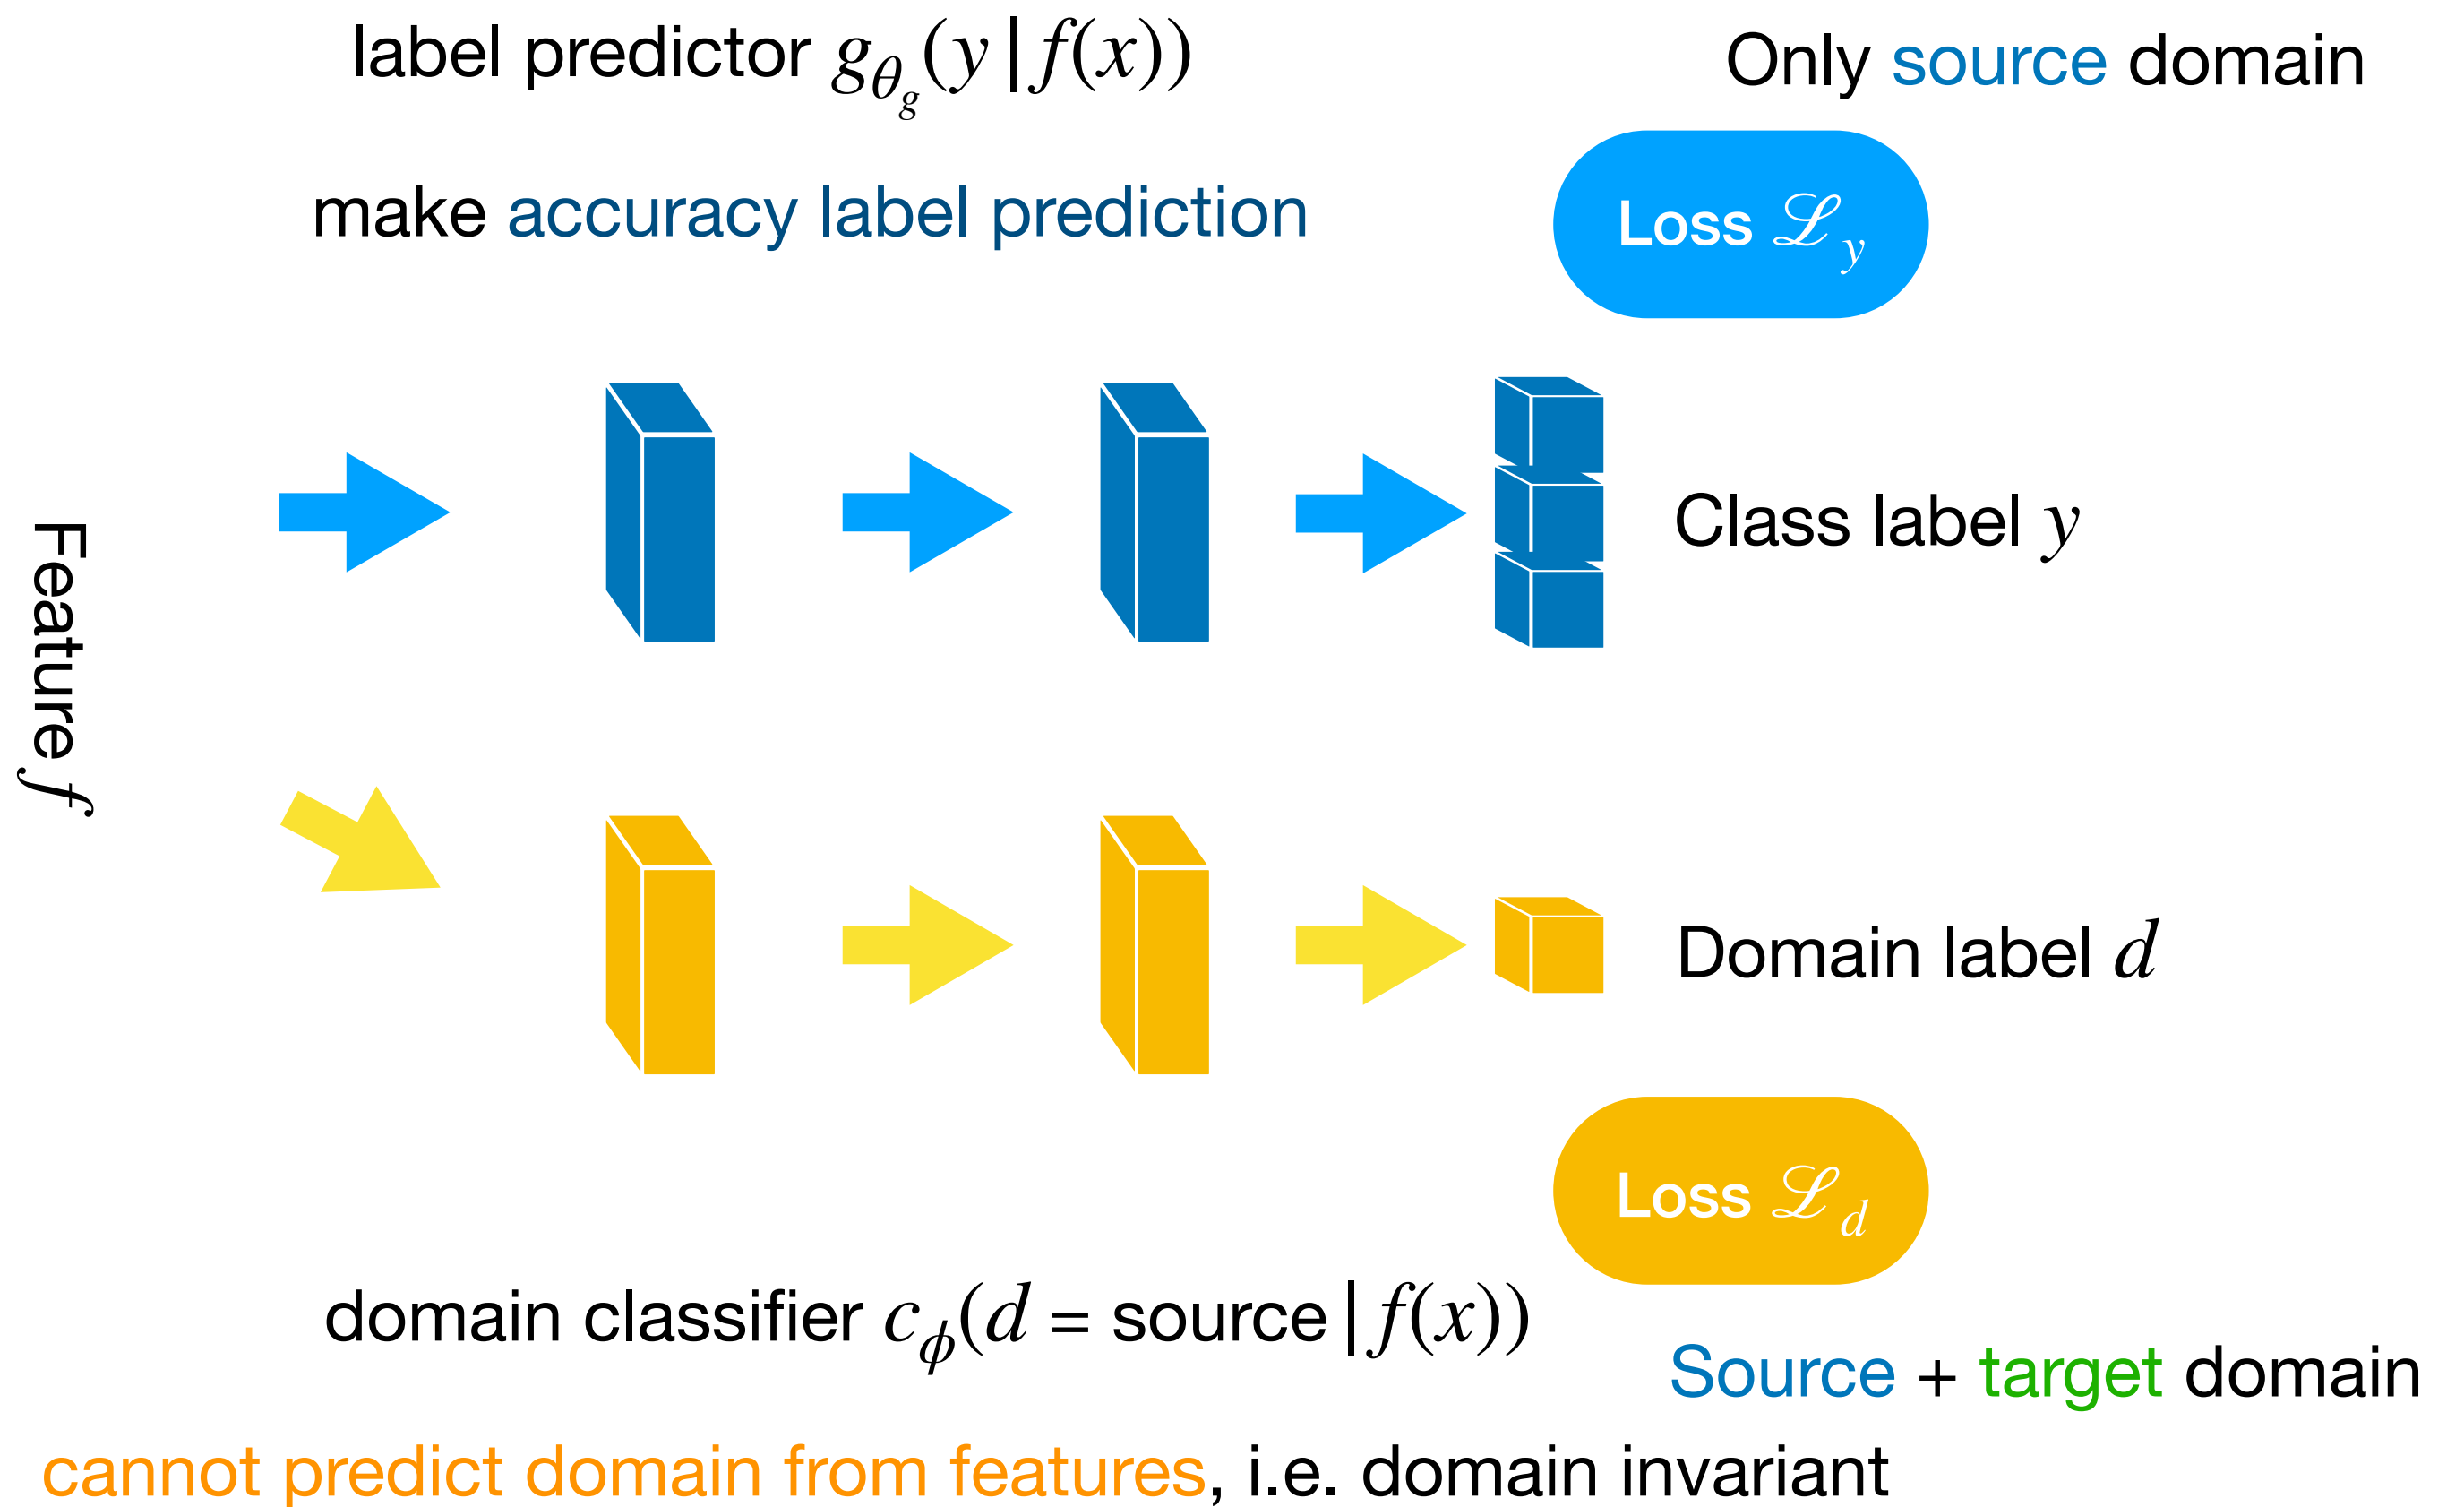 label predictor g_{θ_g}(y|f(x))
Only source domain
make accuracy label prediction
Loss ℒ_y
Feature f
Class label y
Domain label d
Loss ℒ_d
domain classifier c_ϕ(d = source|f(x))
Source + target domain
cannot predict domain from features, i.e. domain invariant